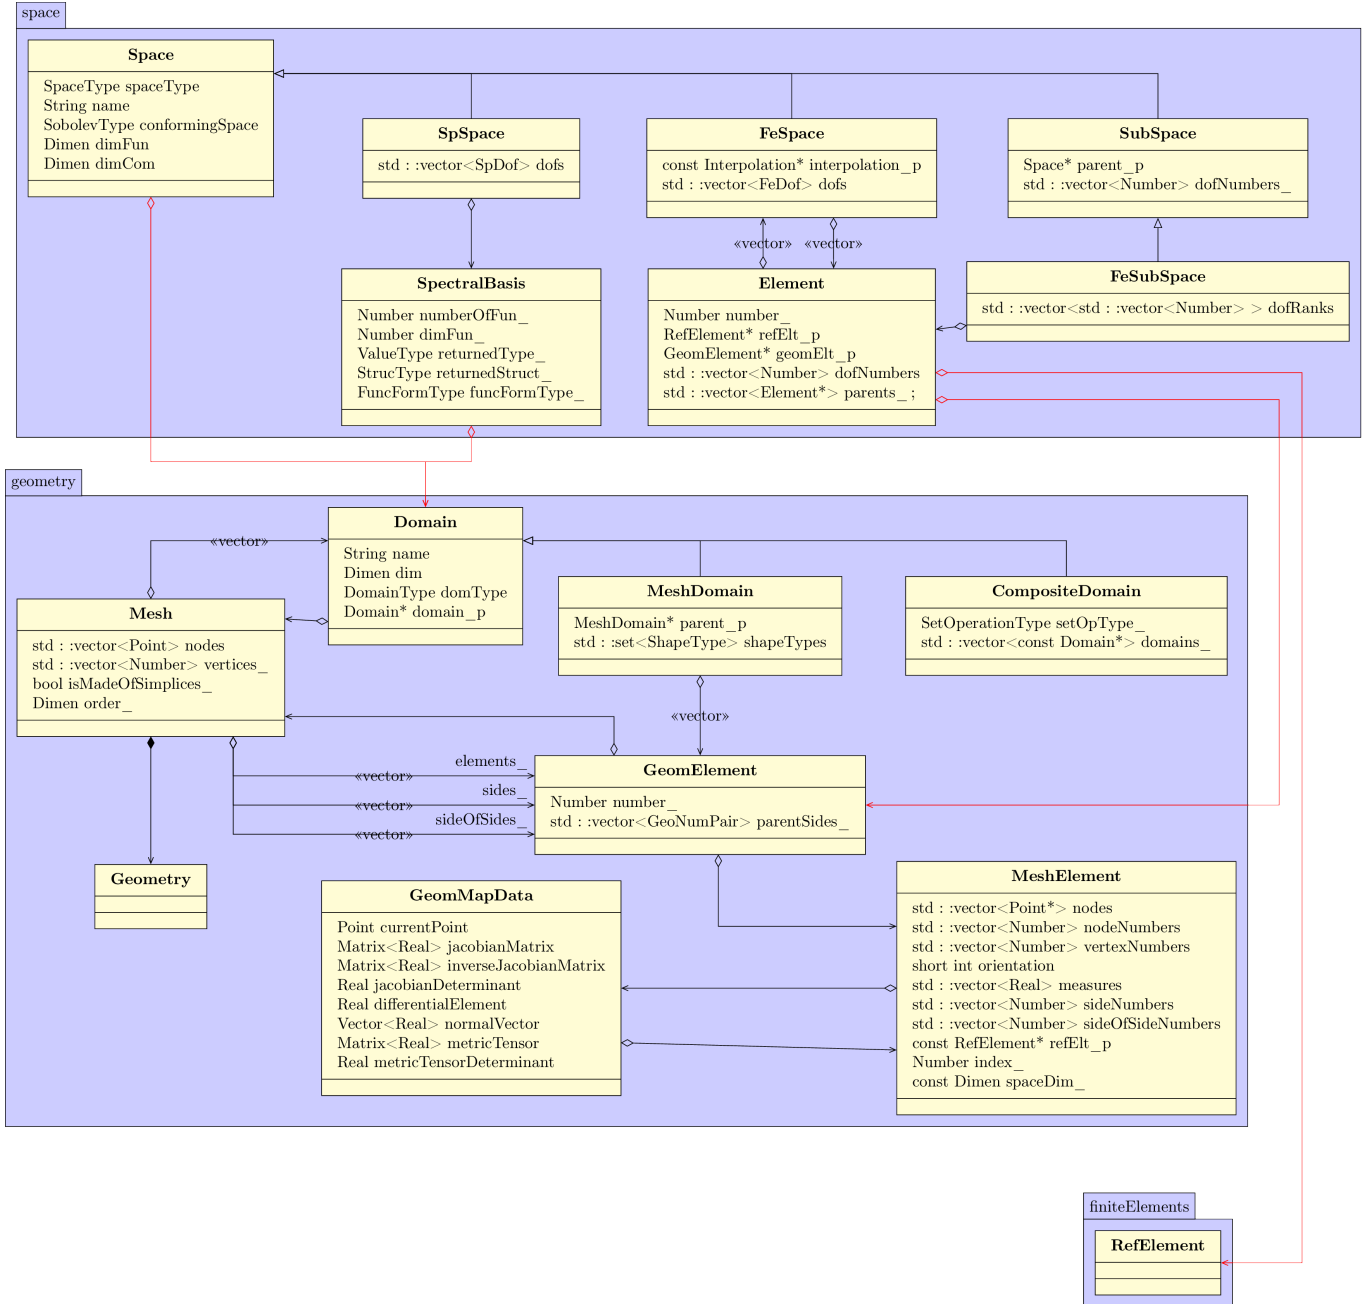 space
Space
SpaceType spaceType
String name
SobolevType conformingSpace
Dimen dimFun
Dimen dimCom
SpSpace
std : :vector<SpDof> dofs
FeSpace
const Interpolation* interpolation_p
std : :vector<FeDof> dofs
SubSpace
Space* parent_p
std : :vector<Number> dofNumbers_
«vector»
«vector»
SpectralBasis
Number numberOfFun_
Number dimFun_
ValueType returnedType_
StrucType returnedStruct_
FuncFormType funcFormType_
Element
Number number_
RefElement* refElt_p
GeomElement* geomElt_p
std : :vector<Number> dofNumbers
std : :vector<Element*> parents_ ;
FeSubSpace
std : :vector<std : :vector<Number> > dofRanks
geometry
Domain
String name
Dimen dim
DomainType domType
Domain* domain_p
«vector»
Mesh
std : :vector<Point> nodes
std : :vector<Number> vertices_
bool isMadeOfSimplices_
Dimen order_
MeshDomain
MeshDomain* parent_p
std : :set<ShapeType> shapeTypes
CompositeDomain
SetOperationType setOpType_
std : :vector<const Domain*> domains_
«vector»
elements_
«vector»
sides_
«vector»
sideOfSides_
«vector»
GeomElement
Number number_
std : :vector<GeoNumPair> parentSides_
Geometry
GeomMapData
Point currentPoint
Matrix<Real> jacobianMatrix
Matrix<Real> inverseJacobianMatrix
Real jacobianDeterminant
Real differentialElement
Vector<Real> normalVector
Matrix<Real> metricTensor
Real metricTensorDeterminant
MeshElement
std : :vector<Point*> nodes
std : :vector<Number> nodeNumbers
std : :vector<Number> vertexNumbers
short int orientation
std : :vector<Real> measures
std : :vector<Number> sideNumbers
std : :vector<Number> sideOfSideNumbers
const RefElement* refElt_p
Number index_
const Dimen spaceDim_
finiteElements
RefElement